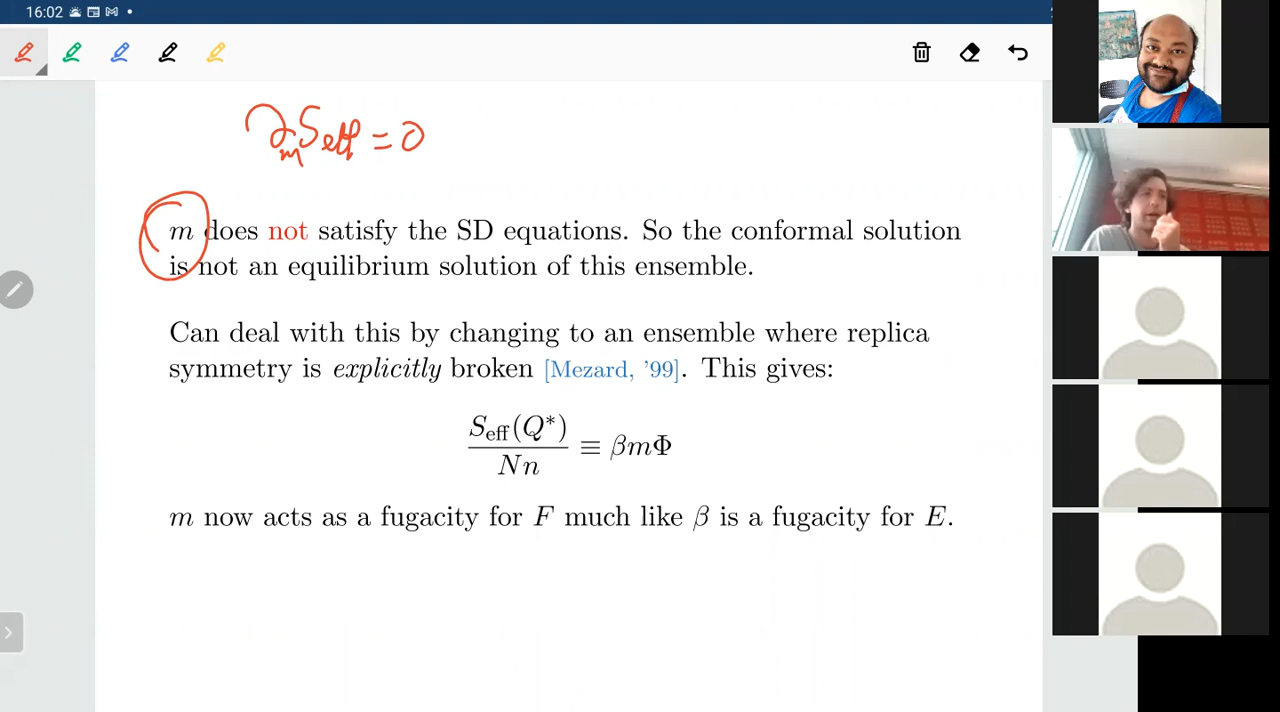 16:02
∂ₘSeff = 0
m does not satisfy the SD equations. So the conformal solution
is not an equilibrium solution of this ensemble.
Can deal with this by changing to an ensemble where replica
symmetry is explicitly broken [Mezard, '99]. This gives:
S_eff(Q*)/Nn ≡ βmΦ
m now acts as a fugacity for F much like β is a fugacity for E.